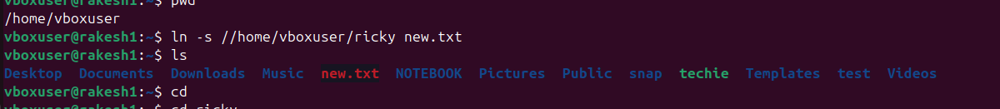 vboxuser@rakesh1:~$ pwd
/home/vboxuser
vboxuser@rakesh1:~$ ln -s //home/vboxuser/ricky new.txt
vboxuser@rakesh1:~$ ls
Desktop Documents Downloads Music new.txt NOTEBOOK Pictures Public snap techie Templates test Videos
vboxuser@rakesh1:~$ cd
vboxuser@rakesh1:~$ cd ricky